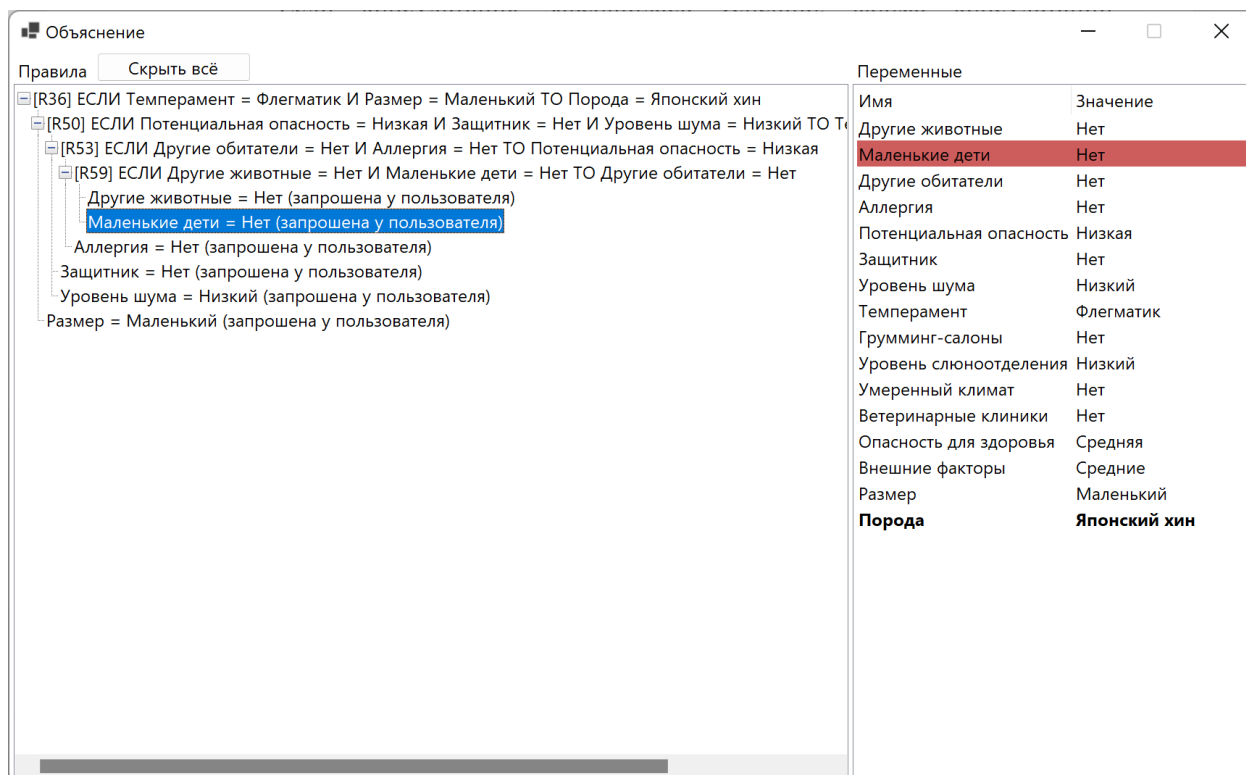 Объяснение
Правила Скрыть всё
[R36] ЕСЛИ Темперамент = Флегматик И Размер = Маленький ТО Порода = Японский хин
[R50] ЕСЛИ Потенциальная опасность = Низкая И Защитник = Нет И Уровень шума = Низкий ТО Те
[R53] ЕСЛИ Другие обитатели = Нет И Аллергия = Нет ТО Потенциальная опасность = Низкая
[R59] ЕСЛИ Другие животные = Нет И Маленькие дети = Нет ТО Другие обитатели = Нет
Другие животные = Нет (запрошена у пользователя)
Маленькие дети = Нет (запрошена у пользователя)
Аллергия = Нет (запрошена у пользователя)
Защитник = Нет (запрошена у пользователя)
Уровень шума = Низкий (запрошена у пользователя)
Размер = Маленький (запрошена у пользователя)
Переменные
Имя Значение
Другие животные Нет
Маленькие дети Нет
Другие обитатели Нет
Аллергия Нет
Потенциальная опасность Низкая
Защитник Нет
Уровень шума Низкий
Темперамент Флегматик
Грумминг-салоны Нет
Уровень слюноотделения Низкий
Умеренный климат Нет
Ветеринарные клиники Нет
Опасность для здоровья Средняя
Внешние факторы Средние
Размер Маленький
Порода Японский хин